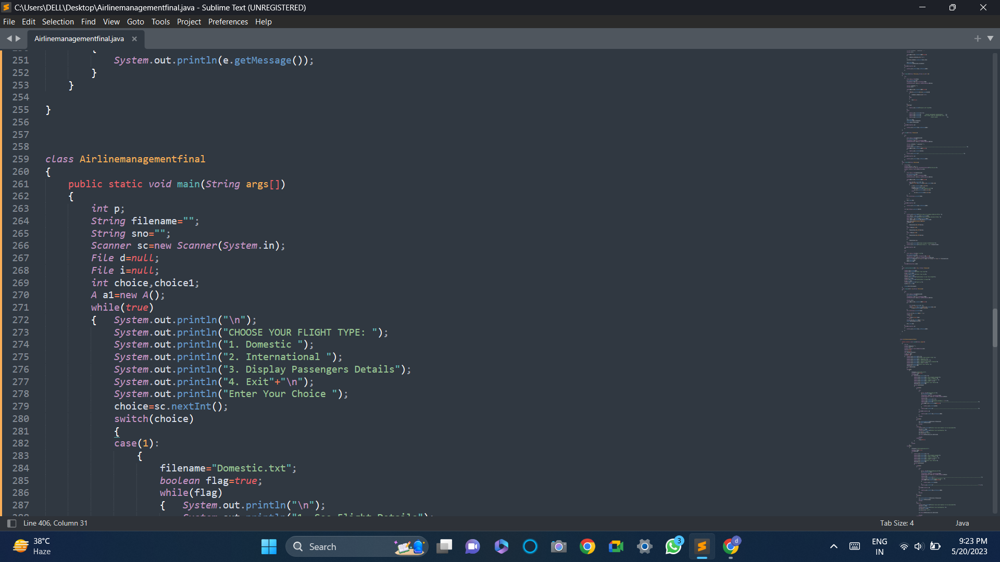 C:\Users\DELL\Desktop\Airlinemanagementfinal.java - Sublime Text (UNREGISTERED)
File Edit Selection Find View Goto Tools Project Preferences Help
Airlinemanagementfinal.java
251 System.out.println(e.getMessage());
252 }
253 }
254
255 }
256
257
258
259 class Airlinemanagementfinal
260 {
261 public static void main(String args[])
262 {
263 int p;
264 String filename="";
265 String sno="";
266 Scanner sc=new Scanner(System.in);
267 File d=null;
268 File i=null;
269 int choice,choice1;
270 A a1=new A();
271 while(true)
272 { System.out.println("\n");
273 System.out.println("CHOOSE YOUR FLIGHT TYPE: ");
274 System.out.println("1. Domestic ");
275 System.out.println("2. International ");
276 System.out.println("3. Display Passengers Details");
277 System.out.println("4. Exit"+"\n");
278 System.out.println("Enter Your Choice ");
279 choice=sc.nextInt();
280 switch(choice)
281 {
282 case(1):
283 {
284 filename="Domestic.txt";
285 boolean flag=true;
286 while(flag)
287 { System.out.println("\n");
System.out.println("1. See Flight Details");
Line 406, Column 31
Tab Size: 4
Java
38°C
Haze
Search
3
d
ENG
IN
9:23 PM
5/20/2023